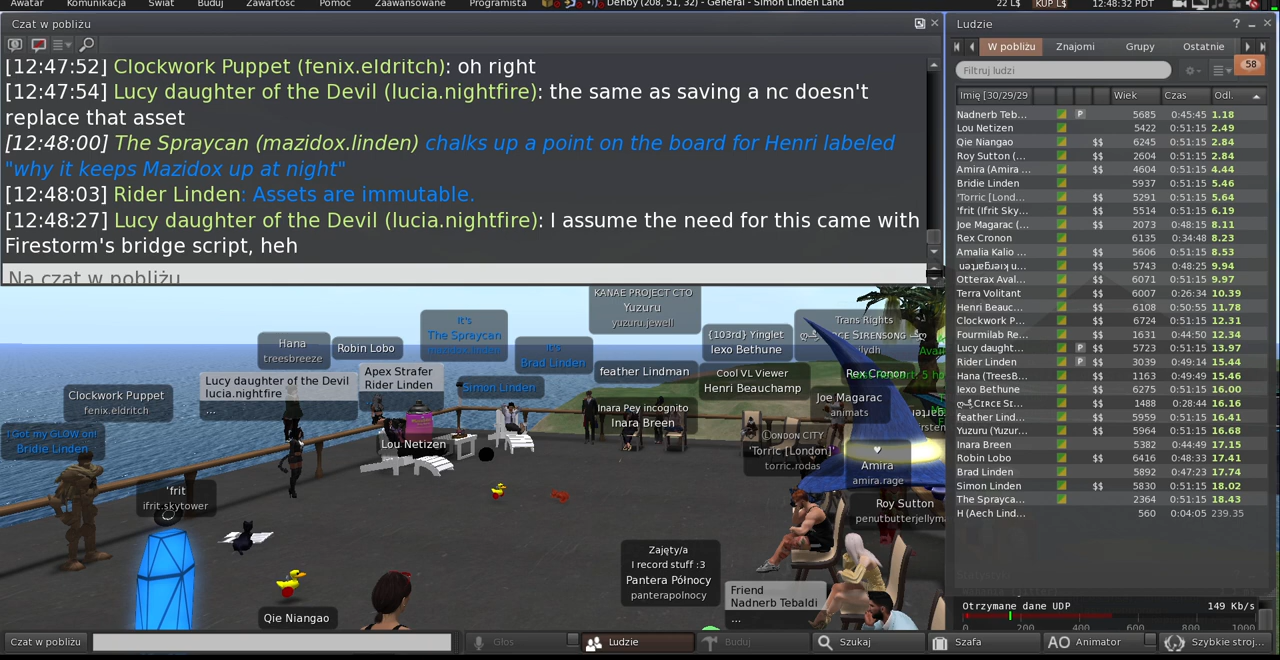 Awatar Komunikacja Świat Buduj Zawartość Pomoc Zaawansowane Programista Denby (208, 51, 32) - General - Simon Linden Land 22 L$ KUP L$ 12:48:32 PDT
Czat w pobliżu
[12:47:52] Clockwork Puppet (fenix.eldritch): oh right
[12:47:54] Lucy daughter of the Devil (lucia.nightfire): the same as saving a nc doesn't
replace that asset
[12:48:00] The Spraycan (mazidox.linden) chalks up a point on the board for Henri labeled
"why it keeps Mazidox up at night"
[12:48:03] Rider Linden: Assets are immutable.
[12:48:27] Lucy daughter of the Devil (lucia.nightfire): I assume the need for this came with
Firestorm's bridge script, heh
Na czat w pobliżu
KANAE PROJECT CTO
Yuzuru
yuzuru.jewell
It's
The Spraycan
mazidox.linden
Hana
treesbreeze
Robin Lobo
It's
Brad Linden
{103rd} Yinglet
Iexo Bethune
Trans Rights
Apex Strafer
Rider Linden
feather Lindman
Cool VL Viewer
Henri Beauchamp
Rex Cronon
Lucy daughter of the Devil
lucia.nightfire
...
Simon Linden
Clockwork Puppet
fenix.eldritch
Joe Magarac
animats
Inara Pey incognito
Inara Breen
I Got my GLOW on!
Bridie Linden
Lou Netizen
ⓁONDON CITY
'Torric [London]'
torric.rodas
♥
Amira
amira.rage
'frit
ifrit.skytower
Roy Sutton
penutbutterjellyma
Zajęty/a
I record stuff :3
Pantera Północy
panterapolnocy
Friend
Nadnerb Tebaldi
...
Qie Niangao
Ludzie
W pobliżu Znajomi Grupy Ostatnie
58
Filtruj ludzi
Imię [30/29/29 Wiek Czas Odl.
Nadnerb Teb... P 5685 0:45:45 1.18
Lou Netizen 5422 0:51:15 2.49
Qie Niangao $$ 6245 0:51:15 2.84
Roy Sutton (... $$ 2604 0:51:15 2.84
Amira (Amira ... $$ 4604 0:51:15 4.44
Bridie Linden 5937 0:51:15 5.46
'Torric [Lond... $$ 5291 0:51:15 5.64
'frit (Ifrit Sky... $$ 5514 0:51:15 6.19
Joe Magarac (... $$ 2073 0:48:15 8.11
Rex Cronon 6135 0:34:48 8.23
Amalia Kalio ... $$ 5606 0:51:15 8.53
$$ 5743 0:48:25 9.94
Otterax Aval... $$ 6071 0:51:15 9.97
Terra Volitant $$ 6007 0:26:34 10.39
Henri Beauc... $$ 6108 0:50:55 11.78
Clockwork P... $$ 6724 0:51:15 12.31
Fourmilab Re... $$ 1631 0:44:50 12.34
Lucy daught... P $$ 5723 0:51:15 13.97
Rider Linden P $$ 3039 0:49:14 15.44
Hana (TreesB... $$ 1163 0:49:49 15.46
Iexo Bethune $$ 6275 0:51:15 16.00
ლCIRCE SI... $$ 1488 0:28:44 16.16
feather Lind... $$ 5959 0:51:15 16.41
Yuzuru (Yuzur... $$ 5964 0:51:15 16.68
Inara Breen 5382 0:44:49 17.15
Robin Lobo $$ 6416 0:48:33 17.41
Brad Linden 5892 0:47:23 17.74
Simon Linden $$ 5830 0:51:15 18.02
The Sprayca... 2364 0:51:15 18.43
H (Aech Lind... 560 0:04:05 239.35
Otrzymane dane UDP 149 Kb/s
0 200 400 600 800 1000
Czat w pobliżu Głos Ludzie Buduj Szukaj Szafa AO Animator Szybkie stroj...